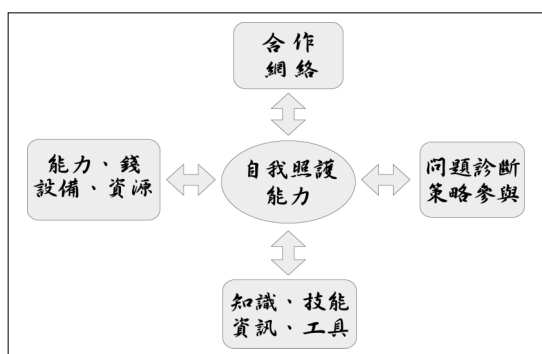 合作
網絡
能力、錢
設備、資源
自我照護
能力
问題診斷
策略參與
知識、技能
資訊、工具